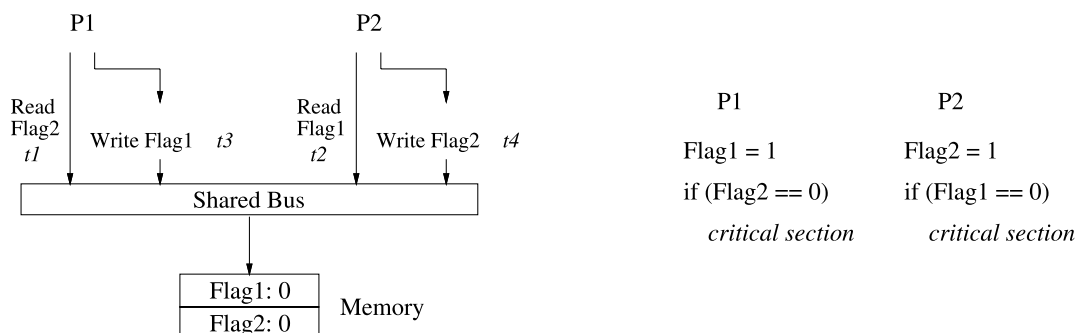 P1
P2
Read
Flag2
t1
Write Flag1
t3
Read
Flag1
t2
Write Flag2
t4
Shared Bus
Flag1: 0
Flag2: 0
Memory
P1
Flag1 = 1
if (Flag2 == 0)
critical section
P2
Flag2 = 1
if (Flag1 == 0)
critical section